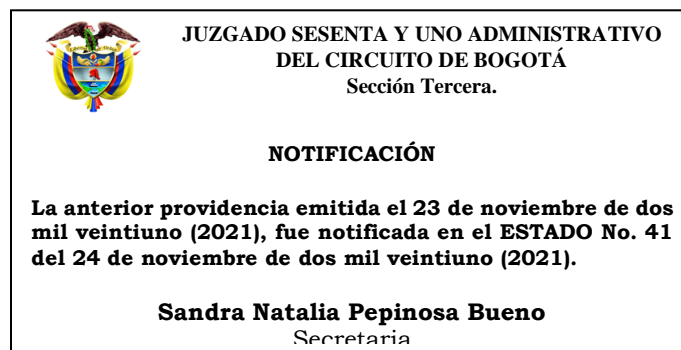 JUZGADO SESENTA Y UNO ADMINISTRATIVO
DEL CIRCUITO DE BOGOTÁ
Sección Tercera.
NOTIFICACIÓN
La anterior providencia emitida el 23 de noviembre de dos
mil veintiuno (2021), fue notificada en el ESTADO No. 41
del 24 de noviembre de dos mil veintiuno (2021).
Sandra Natalia Pepinosa Bueno
Secretaria